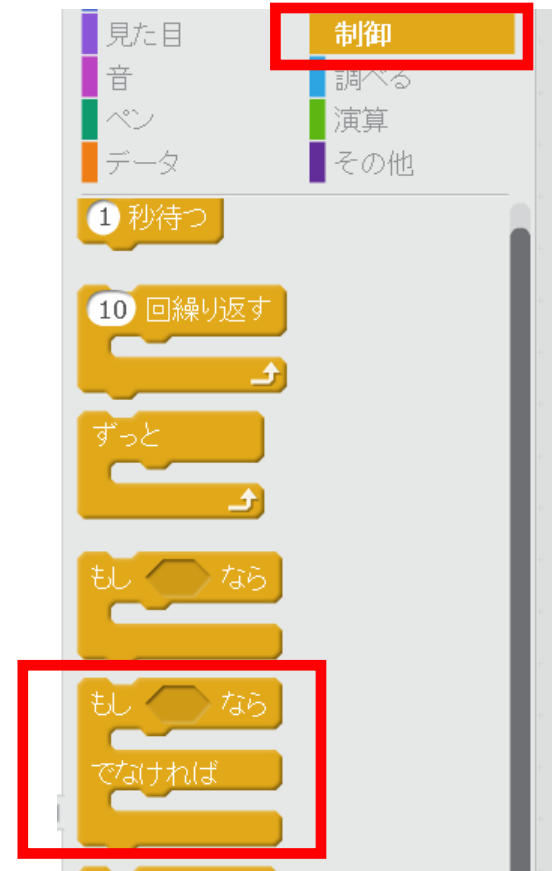 見た目 制御
音 調べる
ペン 演算
データ その他
1 秒待つ
10 回繰り返す
ずっと
もし なら
もし なら
でなければ